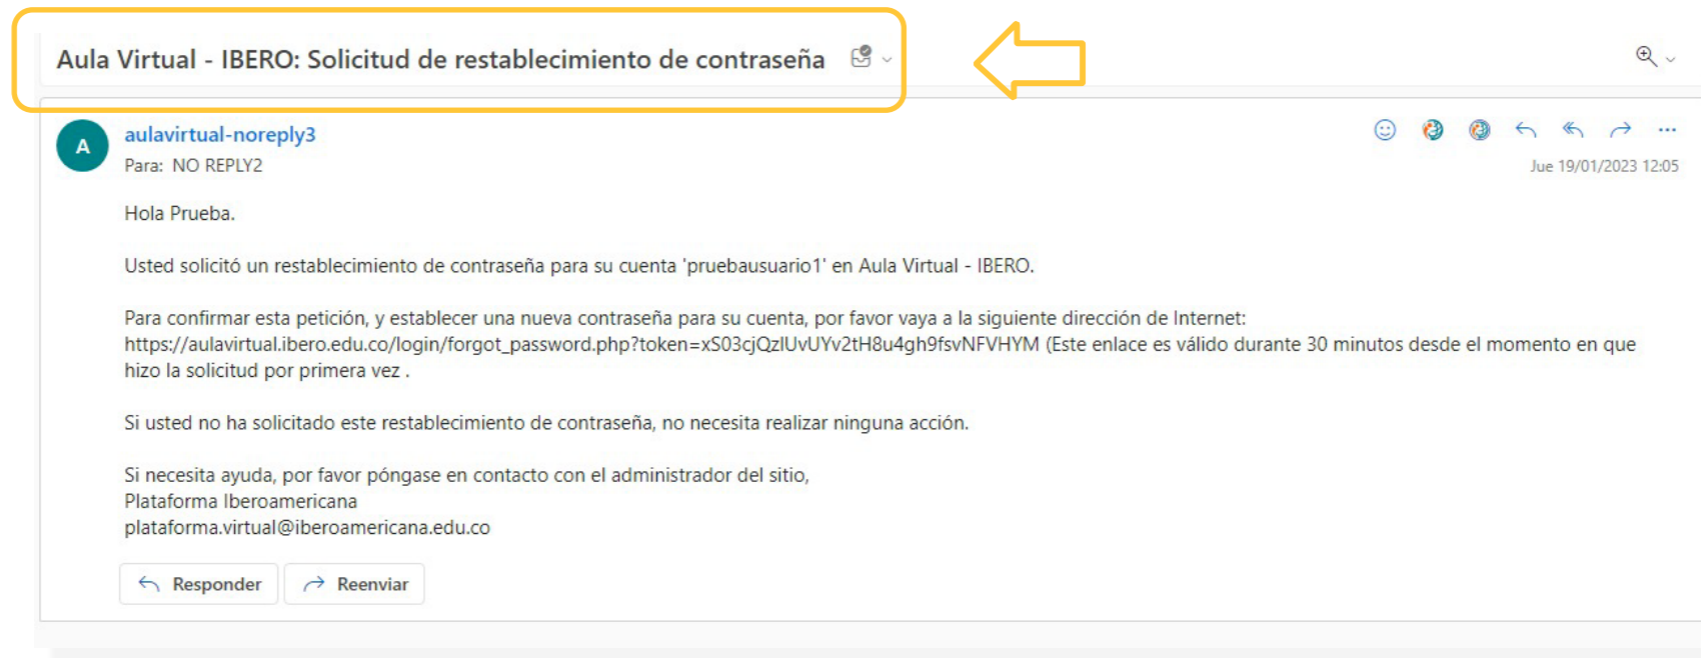 Aula Virtual - IBERO: Solicitud de restablecimiento de contraseña
A
aulavirtual-noreply3
Para: NO REPLY2
Jue 19/01/2023 12:05
Hola Prueba.
Usted solicitó un restablecimiento de contraseña para su cuenta 'pruebausuario1' en Aula Virtual - IBERO.
Para confirmar esta petición, y establecer una nueva contraseña para su cuenta, por favor vaya a la siguiente dirección de Internet:
https://aulavirtual.ibero.edu.co/login/forgot_password.php?token=xS03cjQzlUvUYv2tH8u4gh9fsvNFVHYM (Este enlace es válido durante 30 minutos desde el momento en que
hizo la solicitud por primera vez .
Si usted no ha solicitado este restablecimiento de contraseña, no necesita realizar ninguna acción.
Si necesita ayuda, por favor póngase en contacto con el administrador del sitio,
Plataforma Iberoamericana
plataforma.virtual@iberoamericana.edu.co
Responder
Reenviar